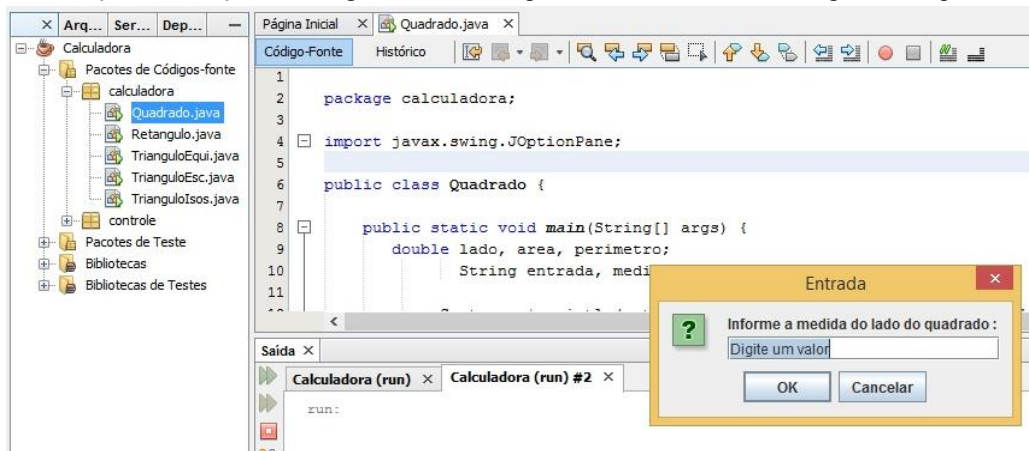 Arq... Ser... Dep...
Calculadora
Pacotes de Códigos-fonte
calculadora
Quadrado.java
Retangulo.java
TrianguloEqui.java
TrianguloEsc.java
TrianguloIsos.java
controle
Pacotes de Teste
Bibliotecas
Bibliotecas de Testes
Página Inicial Quadrado.java
Código-Fonte Histórico
1
2 package calculadora;
3
4 import javax.swing.JOptionPane;
5
6 public class Quadrado {
7
8 public static void main(String[] args) {
9 double lado, area, perimetro;
10 String entrada, medi
11
Saída
Calculadora (run) Calculadora (run) #2
run:
Entrada
Informe a medida do lado do quadrado :
Digite um valor
OK Cancelar